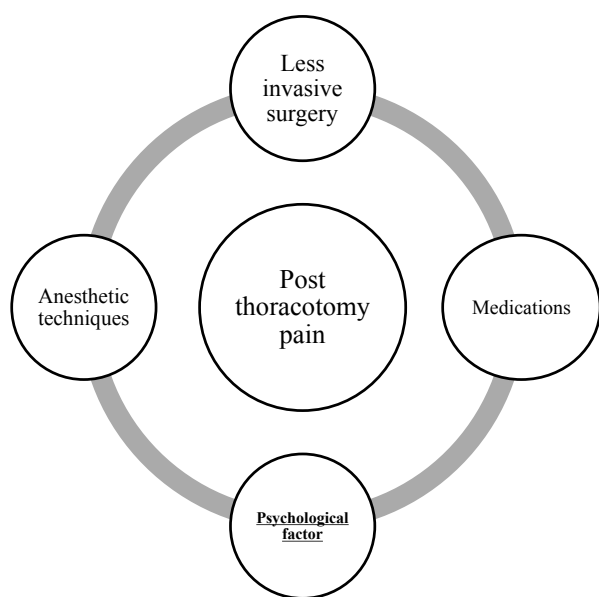 Less
invasive
surgery
Anesthetic
techniques
Post
thoracotomy
pain
Medications
Psychological
factor